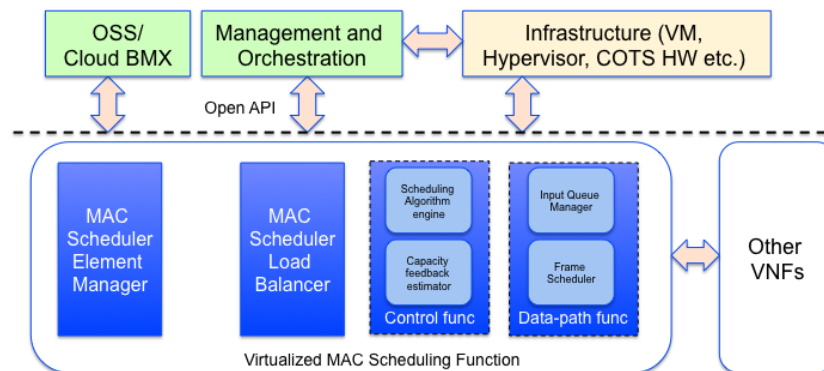 OSS/
Cloud BMX
Management and
Orchestration
Infrastructure (VM,
Hypervisor, COTS HW etc.)
Open API
MAC
Scheduler
Element
Manager
MAC
Scheduler
Load
Balancer
Scheduling
Algorithm
engine
Capacity
feedback
estimator
Control func
Input Queue
Manager
Frame
Scheduler
Data-path func
Other
VNFs
Virtualized MAC Scheduling Function